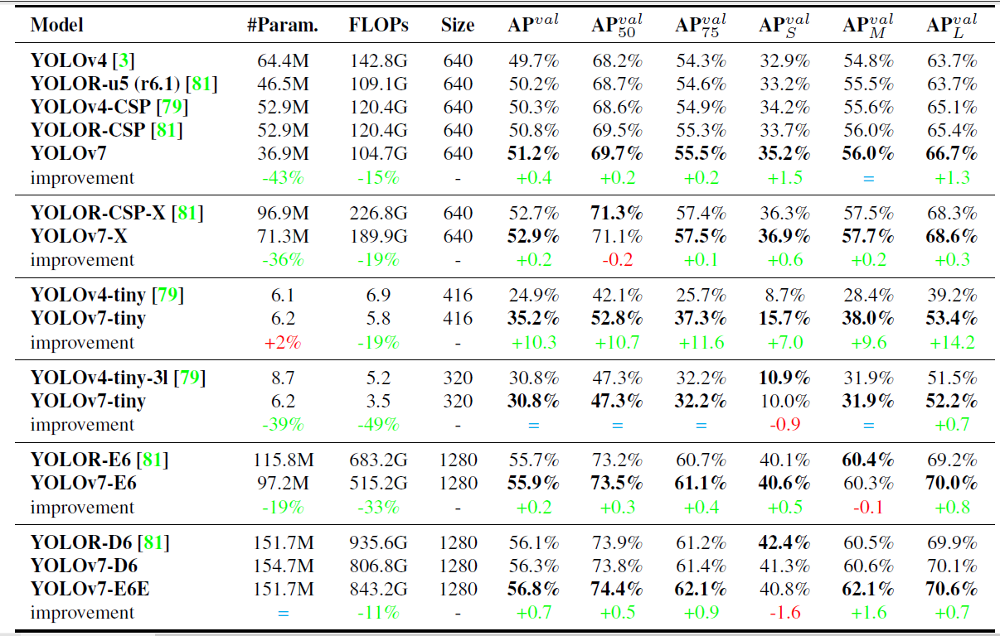 Model #Param. FLOPs Size AP^val AP_50^val AP_75^val AP_S^val AP_M^val AP_L^val
YOLOv4 [3] 64.4M 142.8G 640 49.7% 68.2% 54.3% 32.9% 54.8% 63.7%
YOLOR-u5 (r6.1) [81] 46.5M 109.1G 640 50.2% 68.7% 54.6% 33.2% 55.5% 63.7%
YOLOv4-CSP [79] 52.9M 120.4G 640 50.3% 68.6% 54.9% 34.2% 55.6% 65.1%
YOLOR-CSP [81] 52.9M 120.4G 640 50.8% 69.5% 55.3% 33.7% 56.0% 65.4%
YOLOv7 36.9M 104.7G 640 51.2% 69.7% 55.5% 35.2% 56.0% 66.7%
improvement -43% -15% - +0.4 +0.2 +0.2 +1.5 = +1.3
YOLOR-CSP-X [81] 96.9M 226.8G 640 52.7% 71.3% 57.4% 36.3% 57.5% 68.3%
YOLOv7-X 71.3M 189.9G 640 52.9% 71.1% 57.5% 36.9% 57.7% 68.6%
improvement -36% -19% - +0.2 -0.2 +0.1 +0.6 +0.2 +0.3
YOLOv4-tiny [79] 6.1 6.9 416 24.9% 42.1% 25.7% 8.7% 28.4% 39.2%
YOLOv7-tiny 6.2 5.8 416 35.2% 52.8% 37.3% 15.7% 38.0% 53.4%
improvement +2% -19% - +10.3 +10.7 +11.6 +7.0 +9.6 +14.2
YOLOv4-tiny-3l [79] 8.7 5.2 320 30.8% 47.3% 32.2% 10.9% 31.9% 51.5%
YOLOv7-tiny 6.2 3.5 320 30.8% 47.3% 32.2% 10.0% 31.9% 52.2%
improvement -39% -49% - = = = -0.9 = +0.7
YOLOR-E6 [81] 115.8M 683.2G 1280 55.7% 73.2% 60.7% 40.1% 60.4% 69.2%
YOLOv7-E6 97.2M 515.2G 1280 55.9% 73.5% 61.1% 40.6% 60.3% 70.0%
improvement -19% -33% - +0.2 +0.3 +0.4 +0.5 -0.1 +0.8
YOLOR-D6 [81] 151.7M 935.6G 1280 56.1% 73.9% 61.2% 42.4% 60.5% 69.9%
YOLOv7-D6 154.7M 806.8G 1280 56.3% 73.8% 61.4% 41.3% 60.6% 70.1%
YOLOv7-E6E 151.7M 843.2G 1280 56.8% 74.4% 62.1% 40.8% 62.1% 70.6%
improvement = -11% - +0.7 +0.5 +0.9 -1.6 +1.6 +0.7